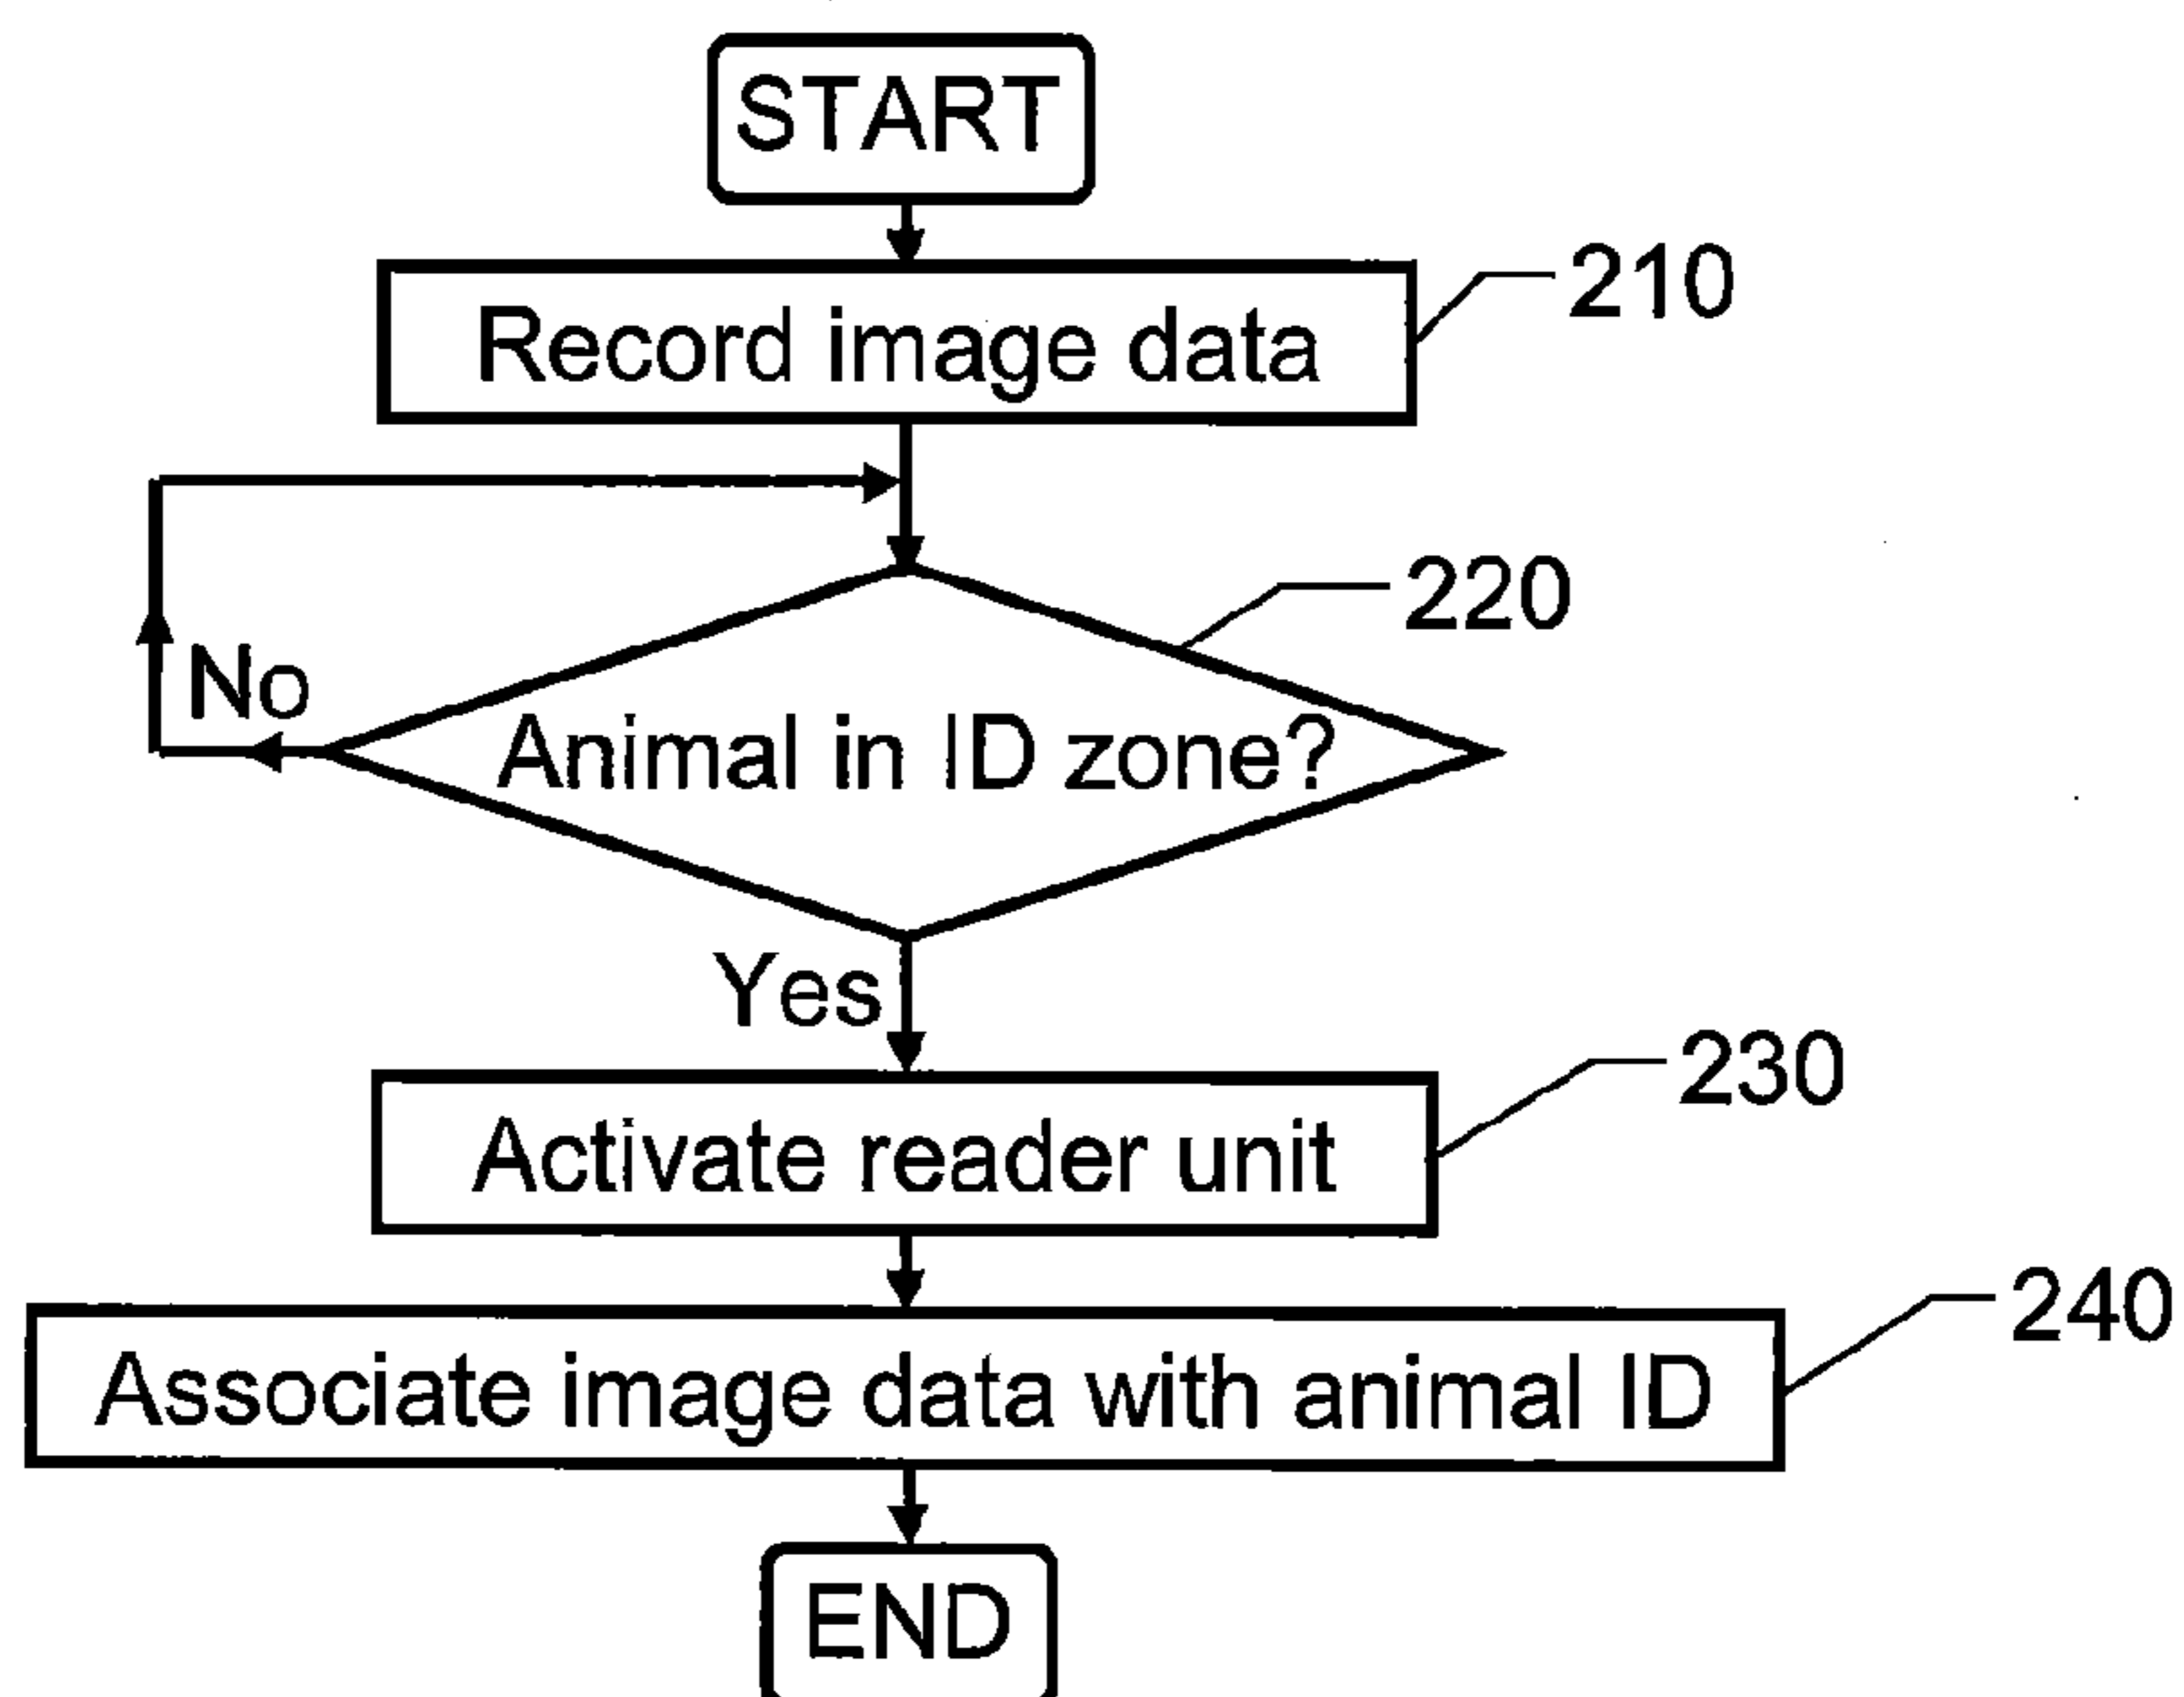 START
Record image data
210
220
No
Animal in ID zone?
Yes
230
Activate reader unit
240
Associate image data with animal ID
END